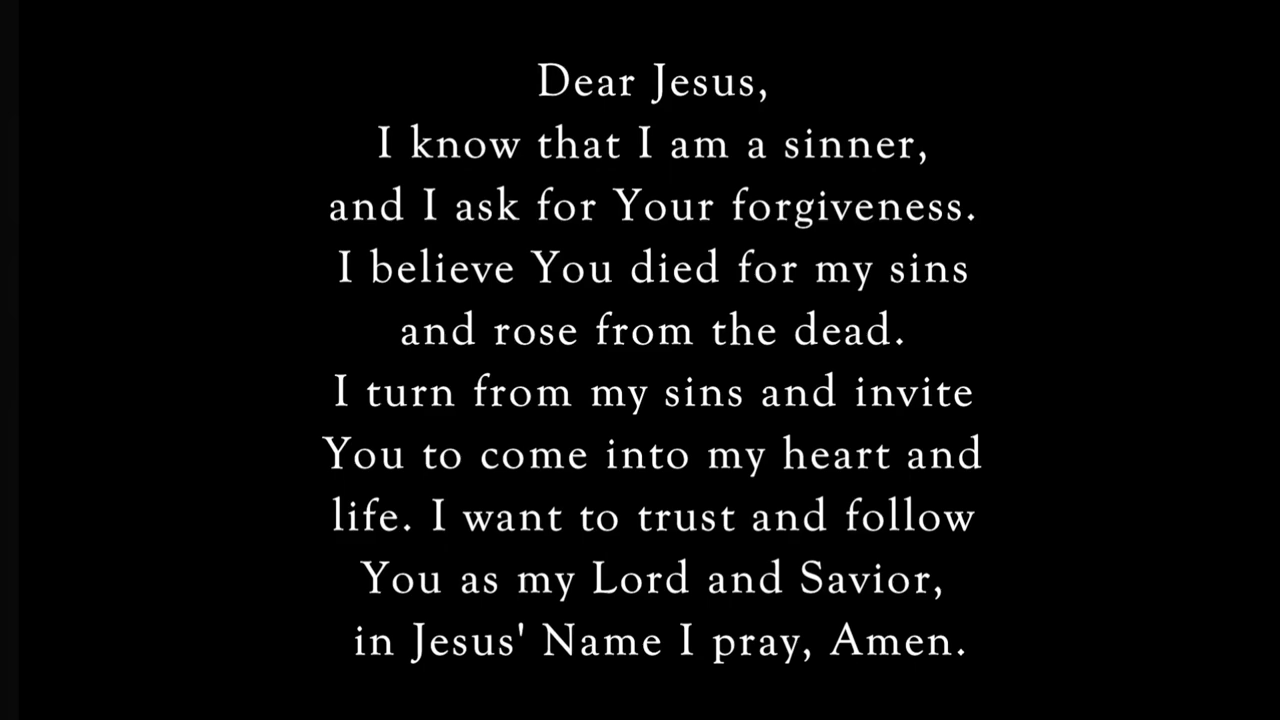 Dear Jesus,
I know that I am a sinner,
and I ask for Your forgiveness.
I believe You died for my sins
and rose from the dead.
I turn from my sins and invite
You to come into my heart and
life. I want to trust and follow
You as my Lord and Savior,
in Jesus' Name I pray, Amen.